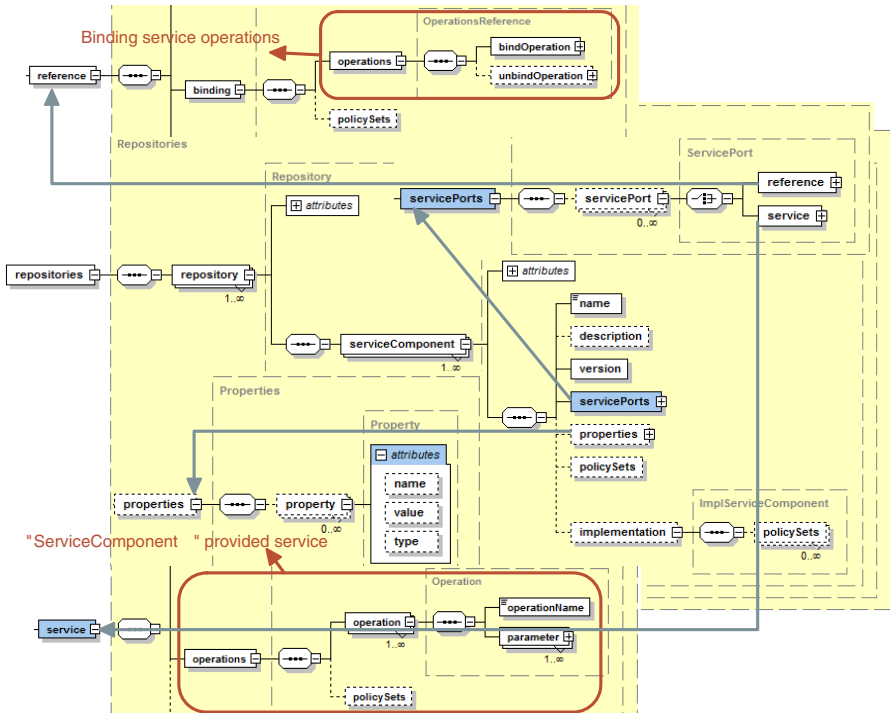 OperationsReference
Binding service operations
bindOperation
operations
reference
unbindOperation
binding
policySets
Repositories
ServicePort
Repository
reference
servicePorts
servicePort
attributes
0..∞
service
repositories
repository
attributes
1..∞
name
description
serviceComponent
1..∞
version
Properties
servicePorts
Property
properties
attributes
policySets
name
properties
property
value
ImplServiceComponent
0..∞
type
implementation
policySets
"ServiceComponent " provided service
0..∞
Operation
operationName
service
operation
parameter
1..∞
operations
1..∞
policySets